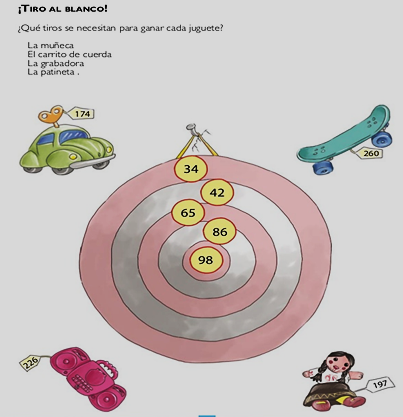 ¡TIRO AL BLANCO!
¿Qué tiros se necesitan para ganar cada juguete?
La muñeca
El carrito de cuerda
La grabadora
La patineta .
174
260
34
42
65
86
98
226
197